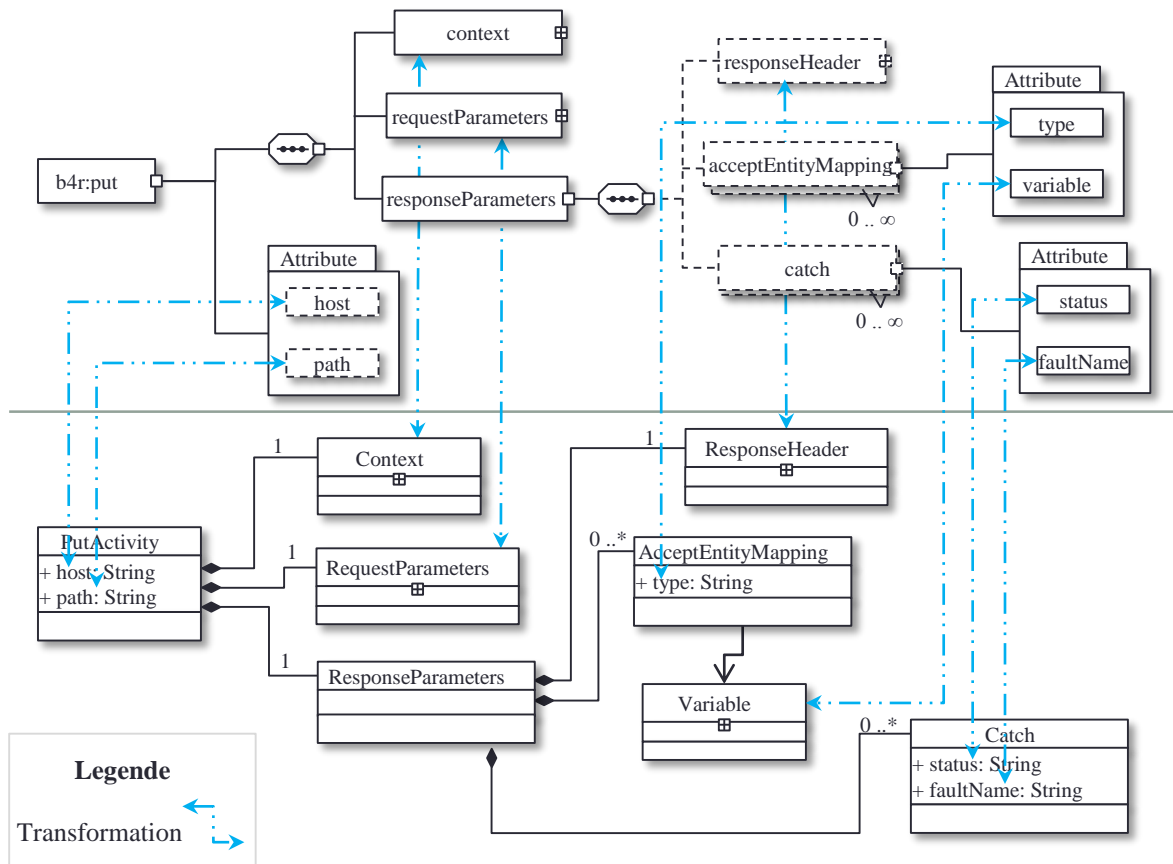 context
responseHeader
Attribute
requestParameters
type
b4r:put
acceptEntityMapping
variable
responseParameters
0 .. ∞
Attribute
catch
Attribute
host
status
0 .. ∞
path
faultName
1
Context
1
ResponseHeader
PutActivity
+ host: String
+ path: String
1
RequestParameters
0 ..*
AcceptEntityMapping
+ type: String
1
ResponseParameters
Variable
0 ..*
Catch
+ status: String
+ faultName: String
Legende
Transformation